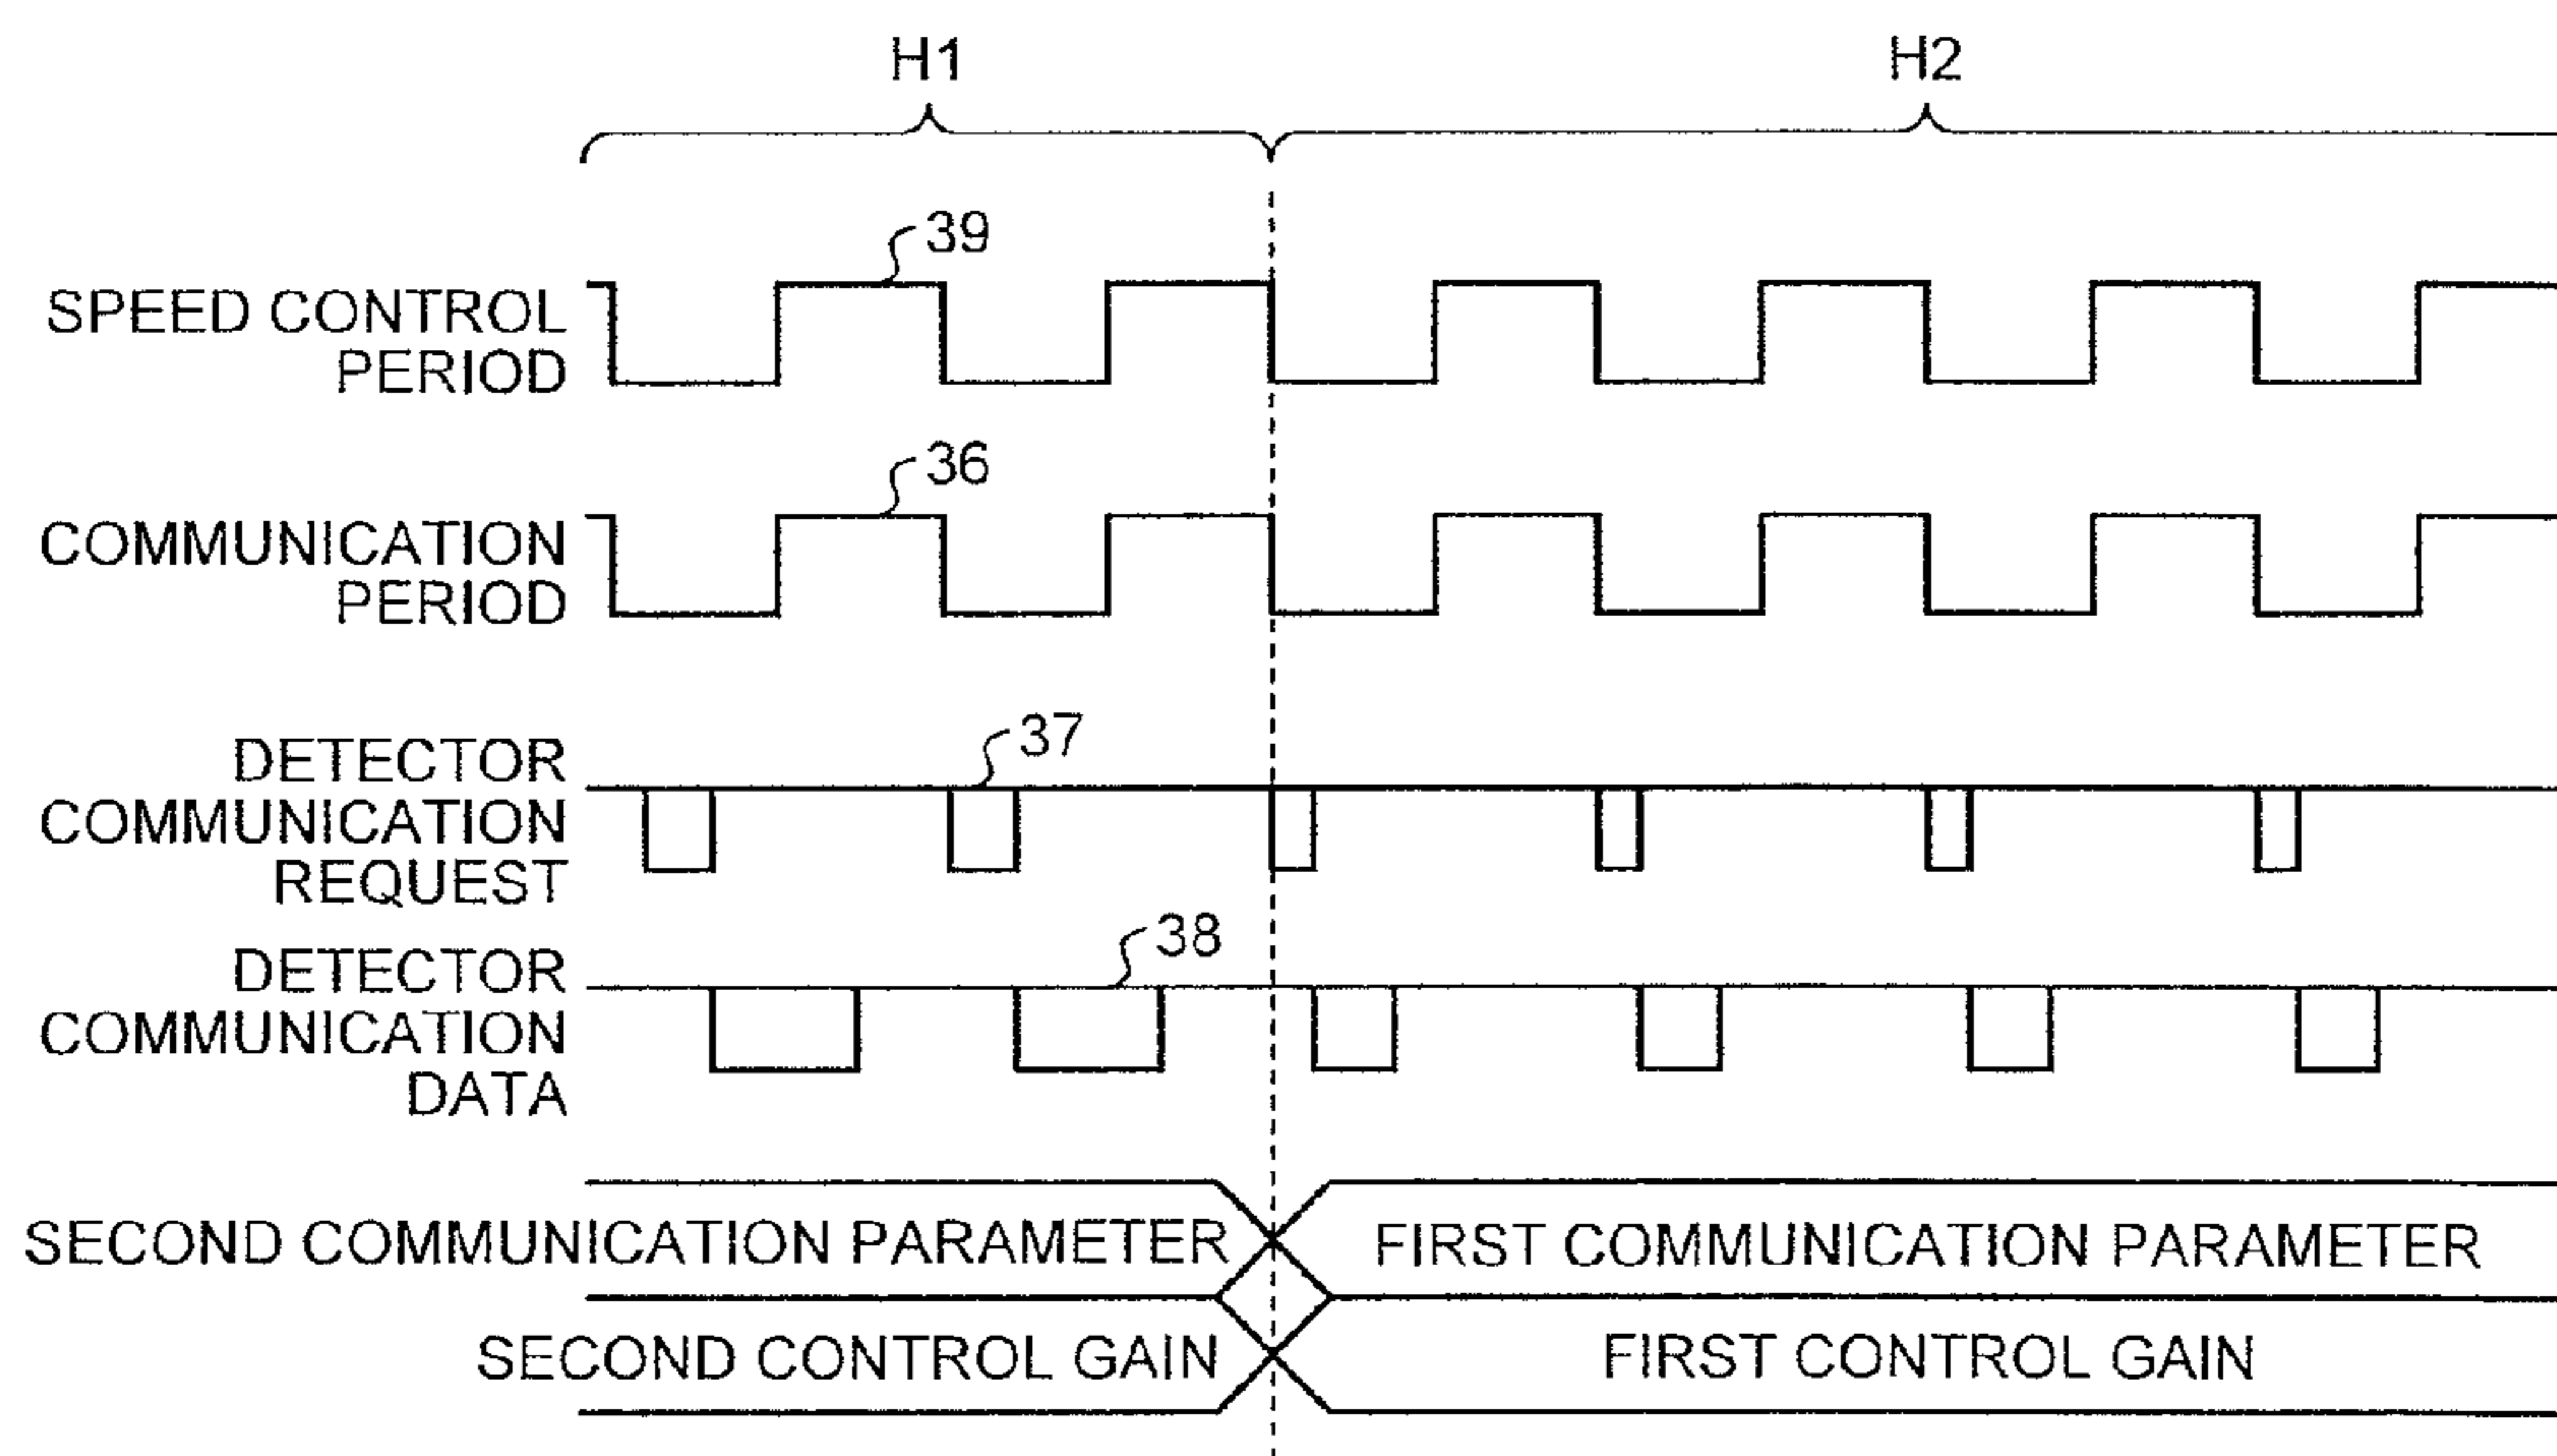 H1
H2
39
SPEED CONTROL
PERIOD
36
COMMUNICATION
PERIOD
37
DETECTOR
COMMUNICATION
REQUEST
38
DETECTOR
COMMUNICATION
DATA
SECOND COMMUNICATION PARAMETER
FIRST COMMUNICATION PARAMETER
SECOND CONTROL GAIN
FIRST CONTROL GAIN